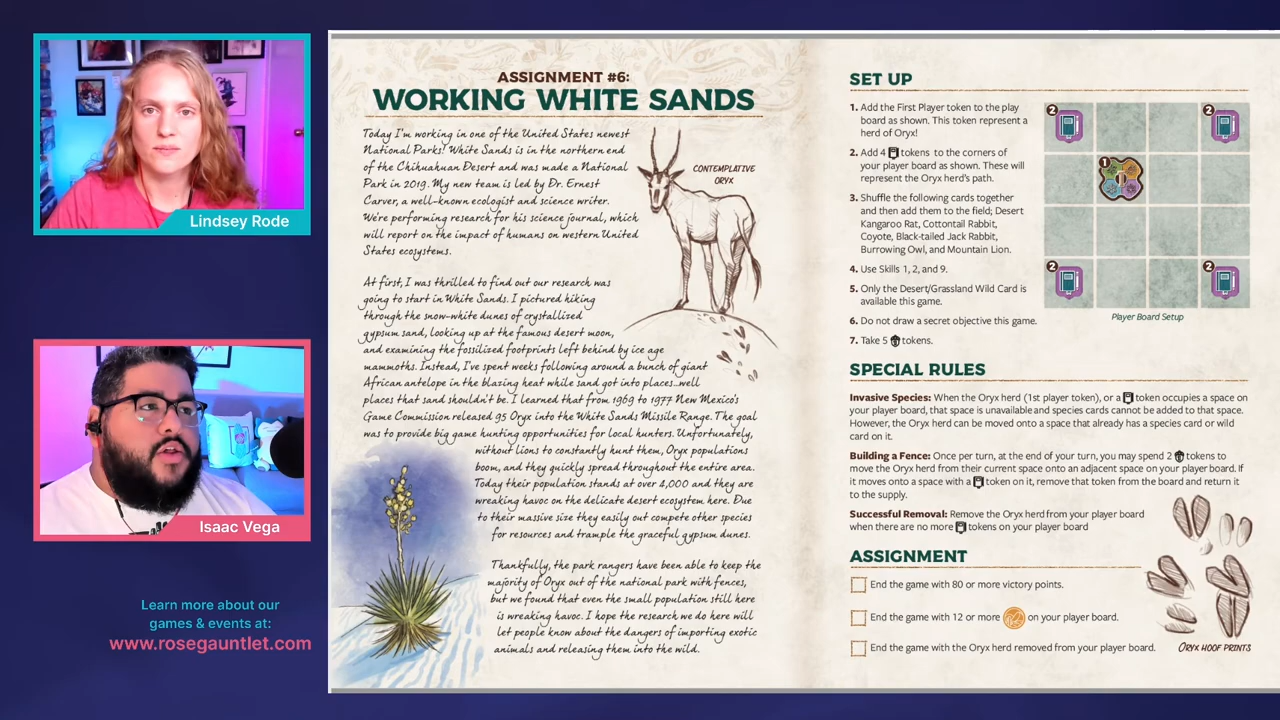 Lindsey Rode
Isaac Vega
Learn more about our
games & events at:
www.rosegauntlet.com
ASSIGNMENT #6:
WORKING WHITE SANDS
Today I'm working in one of the United States newest
National Parks! White Sands is in the northern end
of the Chihuahuan Desert and was made a National
Park in 2019. My new team is led by Dr. Ernest
Carver, a well-known ecologist and science writer.
We're performing research for his science journal, which
will report on the impact of humans on western United
States ecosystems.
CONTEMPLATIVE
ORYX
At first, I was thrilled to find out our research was
going to start in White Sands. I pictured hiking
through the snow-white dunes of crystallized
gypsum sand, looking up at the famous desert moon,
and examining the fossilized footprints left behind by ice age
mammoths. Instead, I've spent weeks following around a bunch of giant
African antelope in the blazing heat while sand got into places...well
places that sand shouldn't be. I learned that from 1969 to 1977 New Mexico's
Game Commission released 95 Oryx into the White Sands Missile Range. The goal
was to provide big game hunting opportunities for local hunters. Unfortunately,
without lions to constantly hunt them, Oryx populations
boom, and they quickly spread throughout the entire area.
Today their population stands at over 4,000 and they are
wreaking havoc on the delicate desert ecosystem here. Due
to their massive size they easily out compete other species
for resources and trample the graceful gypsum dunes.
Thankfully, the park rangers have been able to keep the
majority of Oryx out of the national park with fences,
but we found that even the small population still here
is wreaking havoc. I hope the research we do here will
let people know about the dangers of importing exotic
animals and releasing them into the wild.
SET UP
1. Add the First Player token to the play
board as shown. This token represent a
herd of Oryx!
2. Add 4 tokens to the corners of
your player board as shown. These will
represent the Oryx herd's path.
3. Shuffle the following cards together
and then add them to the field; Desert
Kangaroo Rat, Cottontail Rabbit,
Coyote, Black-tailed Jack Rabbit,
Burrowing Owl, and Mountain Lion.
4. Use Skills 1, 2, and 9.
5. Only the Desert/Grassland Wild Card is
available this game.
6. Do not draw a secret objective this game.
7. Take 5 tokens.
2
2
1
2
2
Player Board Setup
SPECIAL RULES
Invasive Species: When the Oryx herd (1st player token), or a token occupies a space on
your player board, that space is unavailable and species cards cannot be added to that space.
However, the Oryx herd can be moved onto a space that already has a species card or wild
card on it.
Building a Fence: Once per turn, at the end of your turn, you may spend 2 tokens to
move the Oryx herd from their current space onto an adjacent space on your player board. If
it moves onto a space with a token on it, remove that token from the board and return it
to the supply.
Successful Removal: Remove the Oryx herd from your player board
when there are no more tokens on your player board
ASSIGNMENT
End the game with 80 or more victory points.
End the game with 12 or more on your player board.
End the game with the Oryx herd removed from your player board.
ORYX HOOF PRINTS